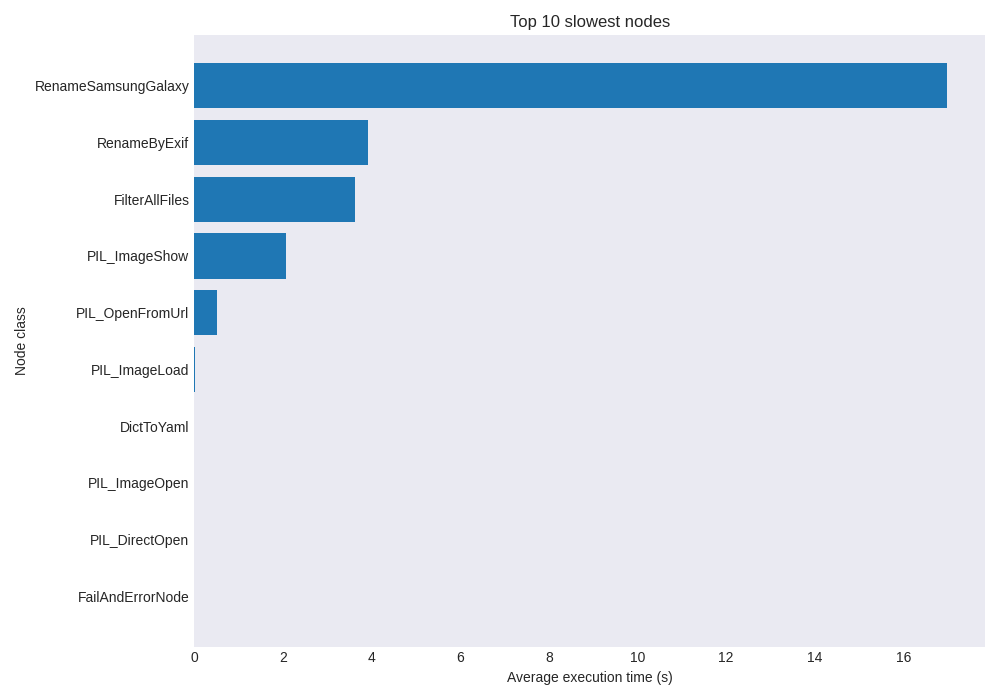 Top 10 slowest nodes
Node class
RenameSamsungGalaxy
RenameByExif
FilterAllFiles
PIL_ImageShow
PIL_OpenFromUrl
PIL_ImageLoad
DictToYaml
PIL_ImageOpen
PIL_DirectOpen
FailAndErrorNode
0 2 4 6 8 10 12 14 16
Average execution time (s)